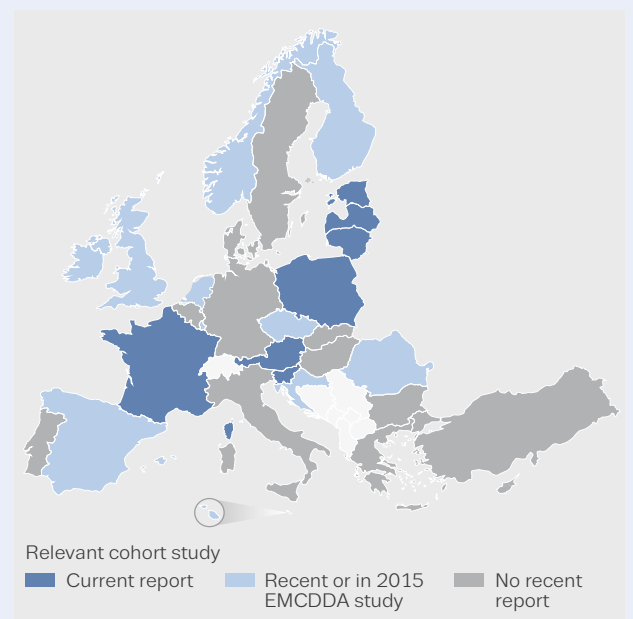 Relevant cohort study
Current report
Recent or in 2015
EMCDDA study
No recent
report